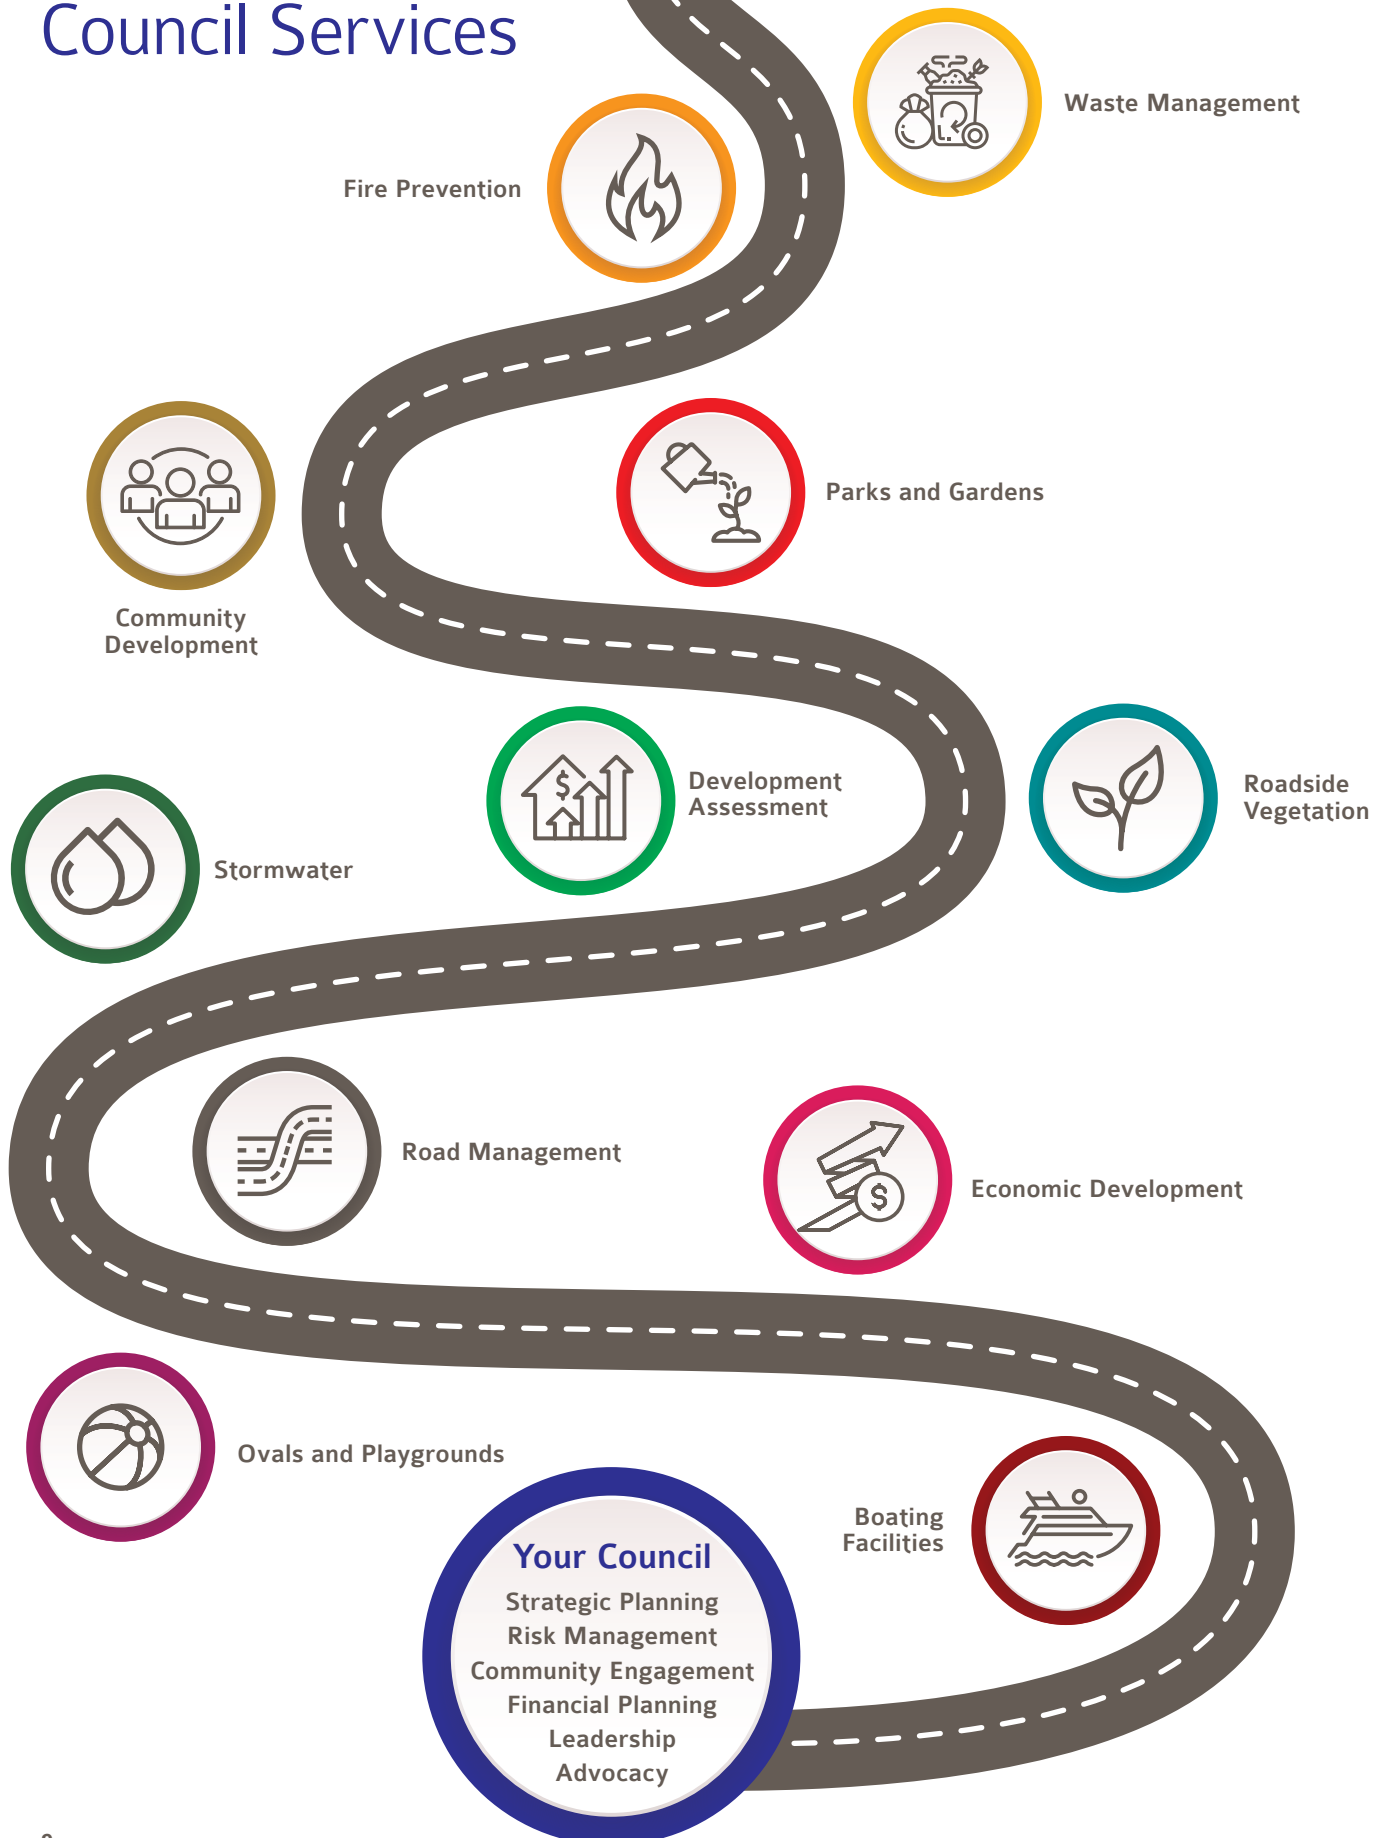 Council Services
Waste Management
Fire Prevention
Parks and Gardens
Community
Development
Development
Assessment
Roadside
Vegetation
Stormwater
Road Management
Economic Development
Ovals and Playgrounds
Boating
Facilities
Your Council
Strategic Planning
Risk Management
Community Engagement
Financial Planning
Leadership
Advocacy